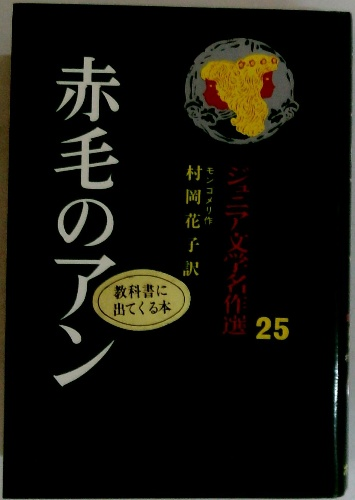 ジュニア文学名作選
25
モンゴメリ作
村岡花子訳
赤毛のアン
教科書に
出てくる本